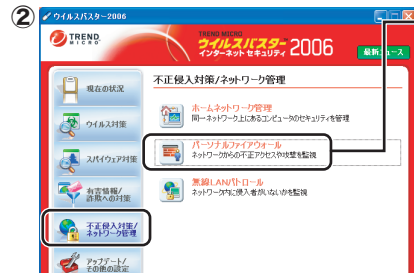 ②
ウイルスバスター2006
TREND MICRO
TREND MICRO
ウイルスバスター™ 2006
インターネット セキュリティ
最新ニュース
現在の状況
ウイルス対策
スパイウェア対策
有害情報/
詐欺への対策
不正侵入対策/
ネットワーク管理
アップデート/
その他の設定
不正侵入対策/ネットワーク管理
ホームネットワーク管理
同一ネットワーク上にあるコンピュータのセキュリティを管理
パーソナルファイアウォール
ネットワークからの不正アクセスや攻撃を監視
無線LANパトロール
ネットワーク内に侵入者がいないかを監視